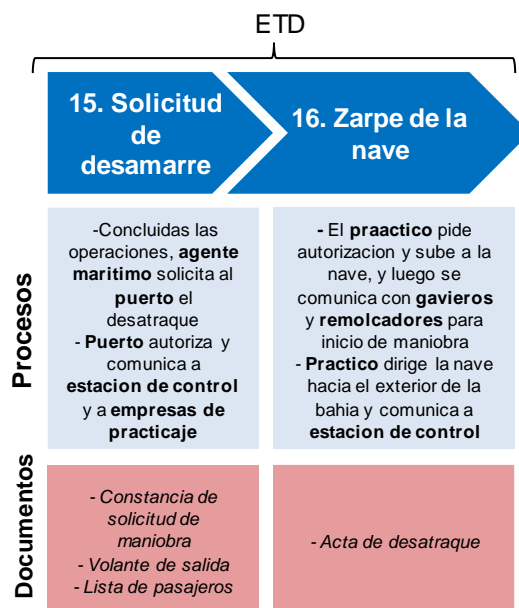 ETD
15. Solicitud
de
desamarre
16. Zarpe de la
nave
Procesos
-Concluidas las
operaciones, agente
maritimo solicita al
puerto el
desatraque
- Puerto autoriza y
comunica a
estacion de control
y a empresas de
practicaje
- El praactico pide
autorizacion y sube a la
nave, y luego se
comunica con gavieros
y remolcadores para
inicio de maniobra
- Practico dirige la nave
hacia el exterior de la
bahia y comunica a
estacion de control
Documentos
- Constancia de
solicitud de
maniobra
- Volante de salida
- Lista de pasajeros
- Acta de desatraque